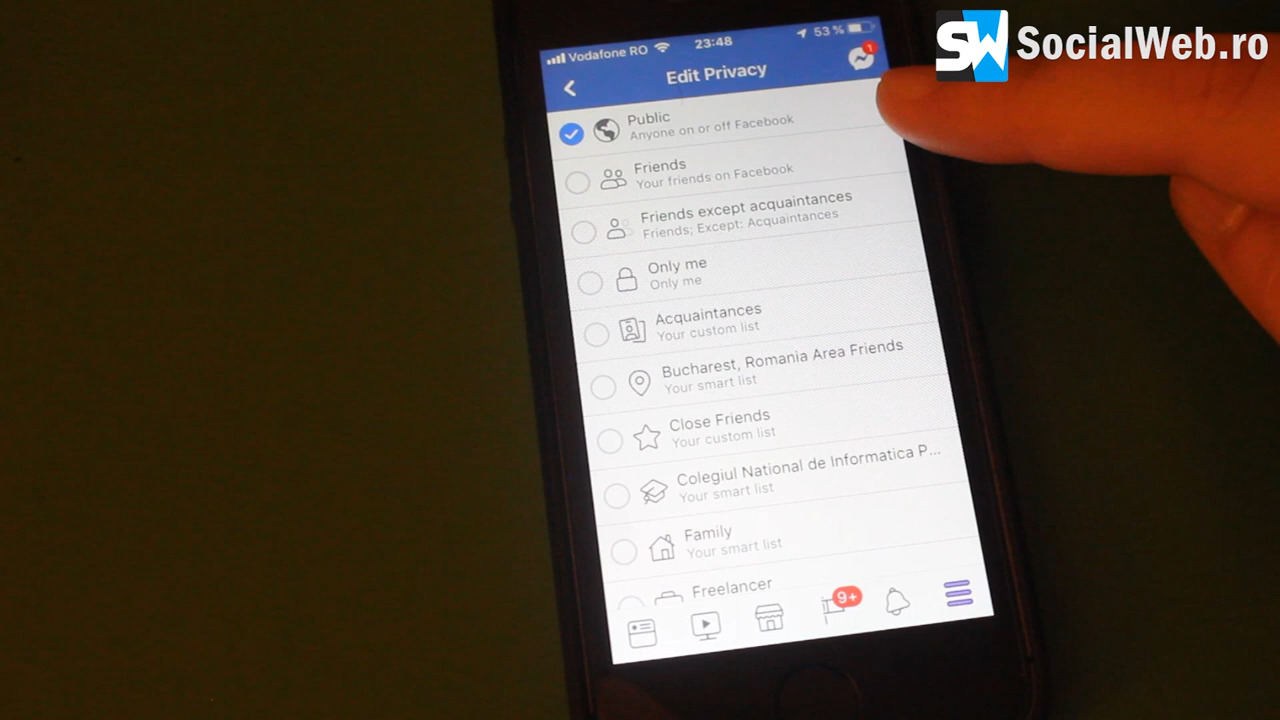 SW SocialWeb.ro
Vodafone RO 23:48 53 %
Edit Privacy
1
Public
Anyone on or off Facebook
Friends
Your friends on Facebook
Friends except acquaintances
Friends; Except: Acquaintances
Only me
Only me
Acquaintances
Your custom list
Bucharest, Romania Area Friends
Your smart list
Close Friends
Your custom list
Colegiul National de Informatica P...
Your smart list
Family
Your smart list
Freelancer
9+